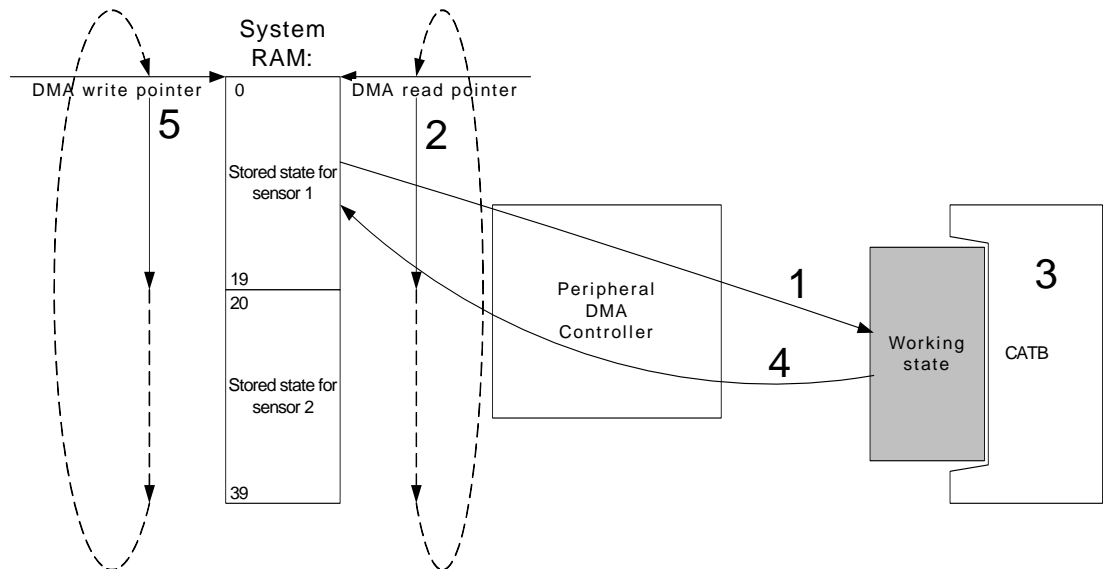 System
RAM:
DMA write pointer
0
DMA read pointer
5
2
Stored state for
sensor 1
19
20
Stored state for
sensor 2
39
Peripheral
DMA
Controller
1
4
Working
state
3
CATB